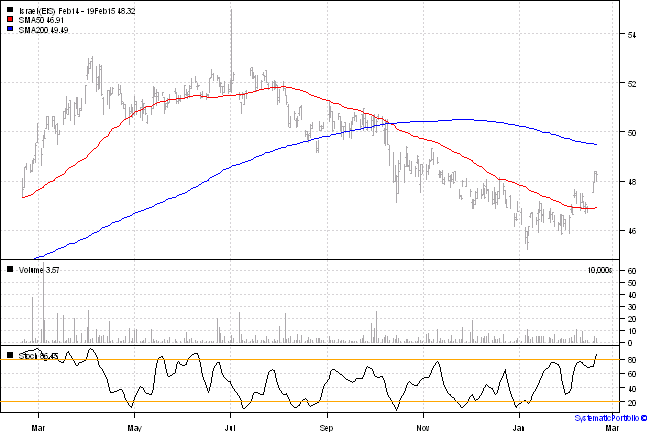 Israel(EIS) Feb14 - 19Feb15 48.32
SMA50 46.91
SMA200 49.49
54
52
50
48
46
Volume 3.57
10,000s
60
50
40
30
20
10
0
80
60
40
20
Mar
May
Jul
Sep
Nov
Jan
Mar
SystematicPortfolio ©